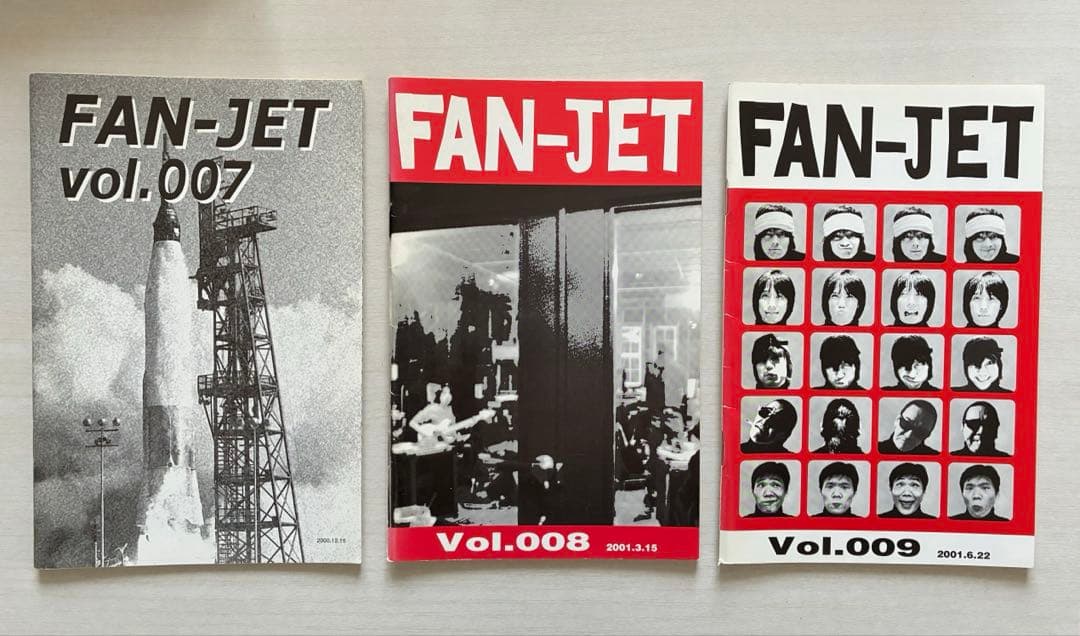 FAN-JET
vol.007
2000.12.15
FAN-JET
Vol.008 2001.3.15
FAN-JET
Vol.009 2001.6.22